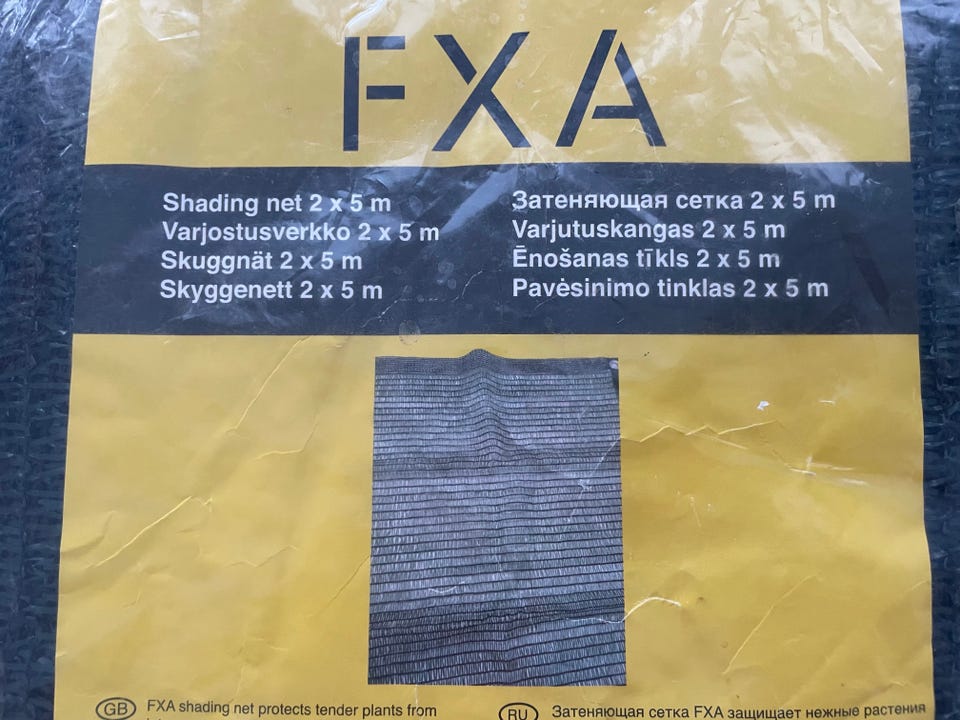 FXA
Shading net 2 x 5 m
Varjostusverkko 2 x 5 m
Skuggnät 2 x 5 m
Skyggenett 2 x 5 m
Затеняющая сетка 2 x 5 m
Varjutuskangas 2 x 5 m
Ēnošanas tīkls 2 x 5 m
Pavėsinimo tinklas 2 x 5 m
GB FXA shading net protects tender plants from
RU Затеняющая сетка FXA защищает нежные растения